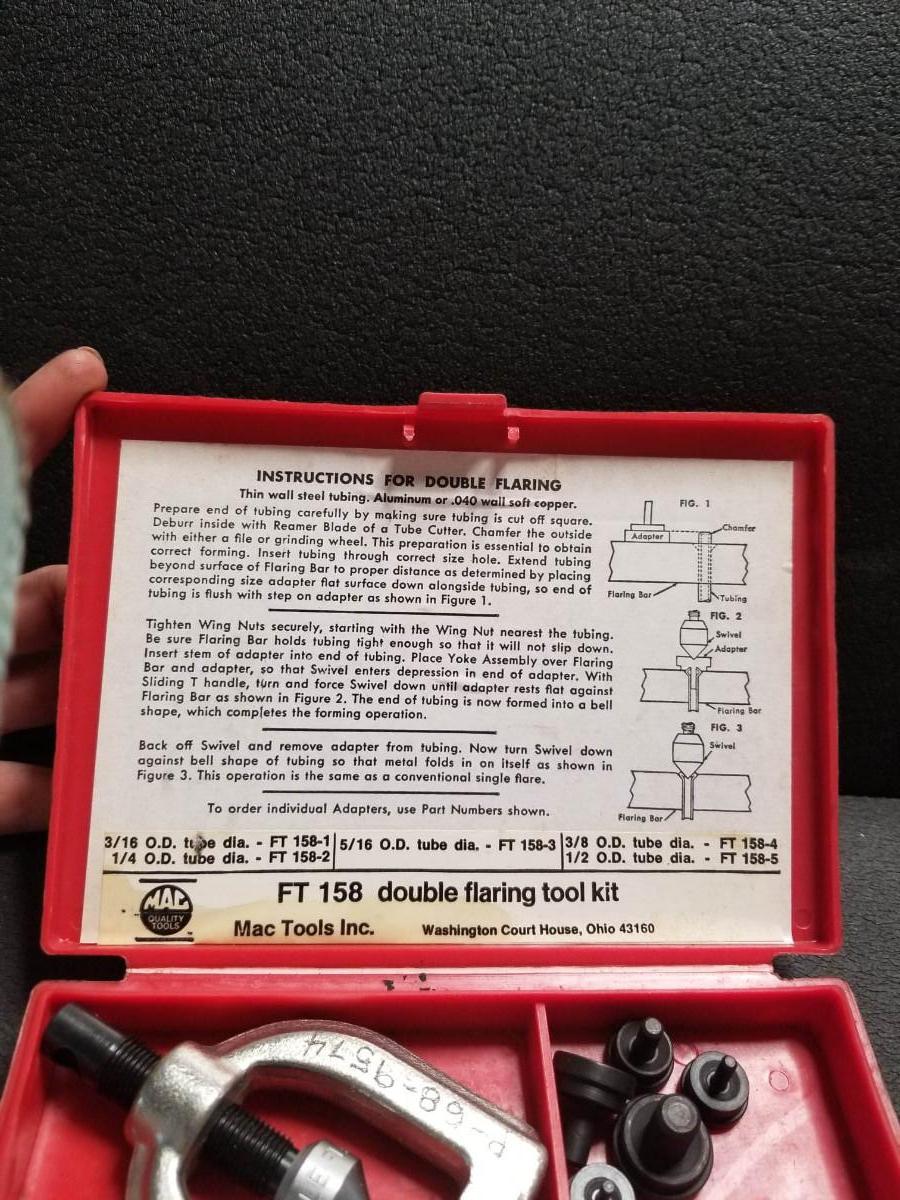 INSTRUCTIONS FOR DOUBLE FLARING
Thin wall steel tubing. Aluminum or .040 wall soft copper.
Prepare end of tubing carefully by making sure tubing is cut off square.
Deburr inside with Reamer Blade of a Tube Cutter. Chamfer the outside
with either a file or grinding wheel. This preparation is essential to obtain
correct forming. Insert tubing through correct size hole. Extend tubing
beyond surface of Flaring Bar to proper distance as determined by placing
corresponding size adapter flat surface down alongside tubing, so end of
tubing is flush with step on adapter as shown in Figure 1.
FIG. 1
Chamfer
Adapter
Flaring Bar
Tubing
Tighten Wing Nuts securely, starting with the Wing Nut nearest the tubing.
Be sure Flaring Bar holds tubing tight enough so that it will not slip down.
Insert stem of adapter into end of tubing. Place Yoke Assembly over Flaring
Bar and adapter, so that Swivel enters depression in end of adapter. With
Sliding T handle, turn and force Swivel down until adapter rests flat against
Flaring Bar as shown in Figure 2. The end of tubing is now formed into a bell
shape, which completes the forming operation.
FIG. 2
Swivel
Adapter
Flaring Bar
Back off Swivel and remove adapter from tubing. Now turn Swivel down
against bell shape of tubing so that metal folds in on itself as shown in
Figure 3. This operation is the same as a conventional single flare.
FIG. 3
Swivel
Flaring Bar
To order individual Adapters, use Part Numbers shown.
3/16 O.D. tube dia. - FT 158-1
1/4 O.D. tube dia. - FT 158-2
5/16 O.D. tube dia. - FT 158-3
3/8 O.D. tube dia. - FT 158-4
1/2 O.D. tube dia. - FT 158-5
MAC
QUALITY
TOOLS
FT 158 double flaring tool kit
Mac Tools Inc.
Washington Court House, Ohio 43160
P-68-9574